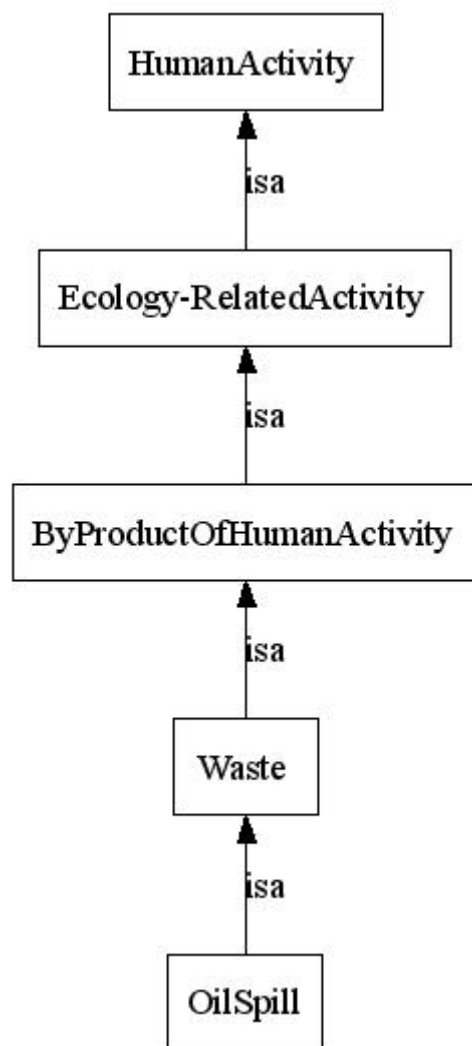 HumanActivity
isa
Ecology-RelatedActivity
isa
ByProductOfHumanActivity
isa
Waste
isa
OilSpill